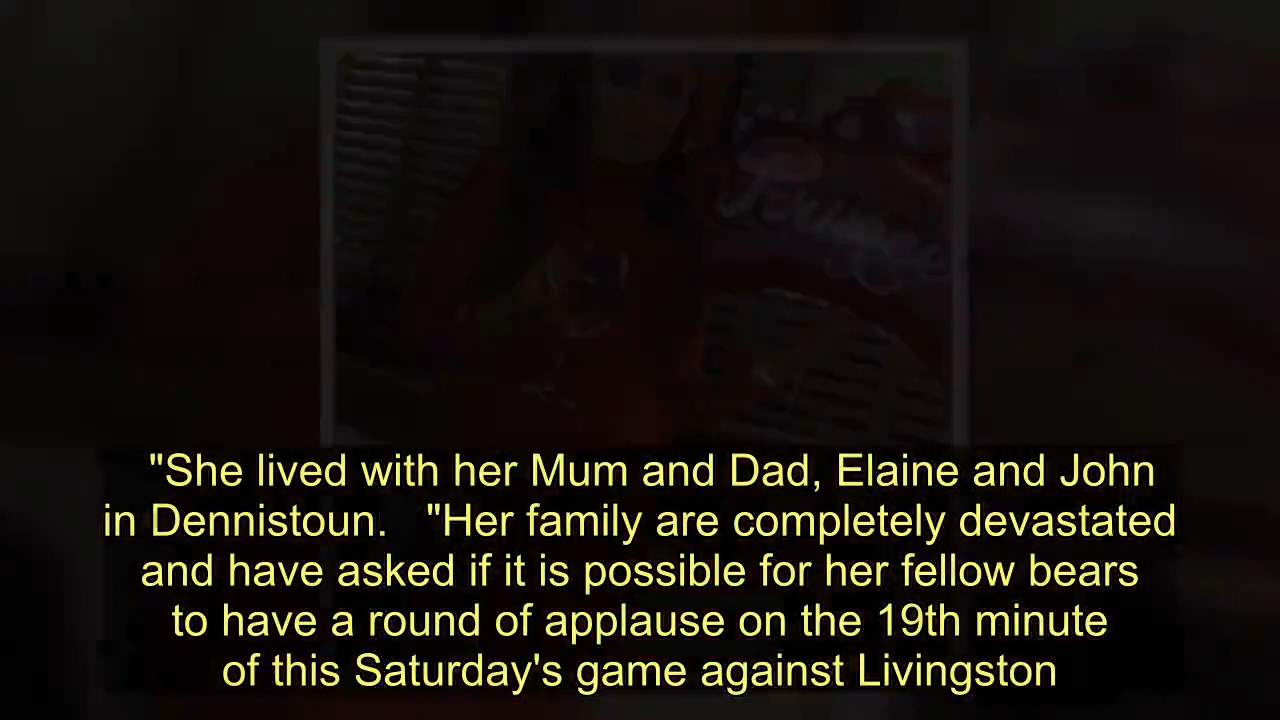 "She lived with her Mum and Dad, Elaine and John
in Dennistoun.   "Her family are completely devastated
and have asked if it is possible for her fellow bears
to have a round of applause on the 19th minute
of this Saturday's game against Livingston